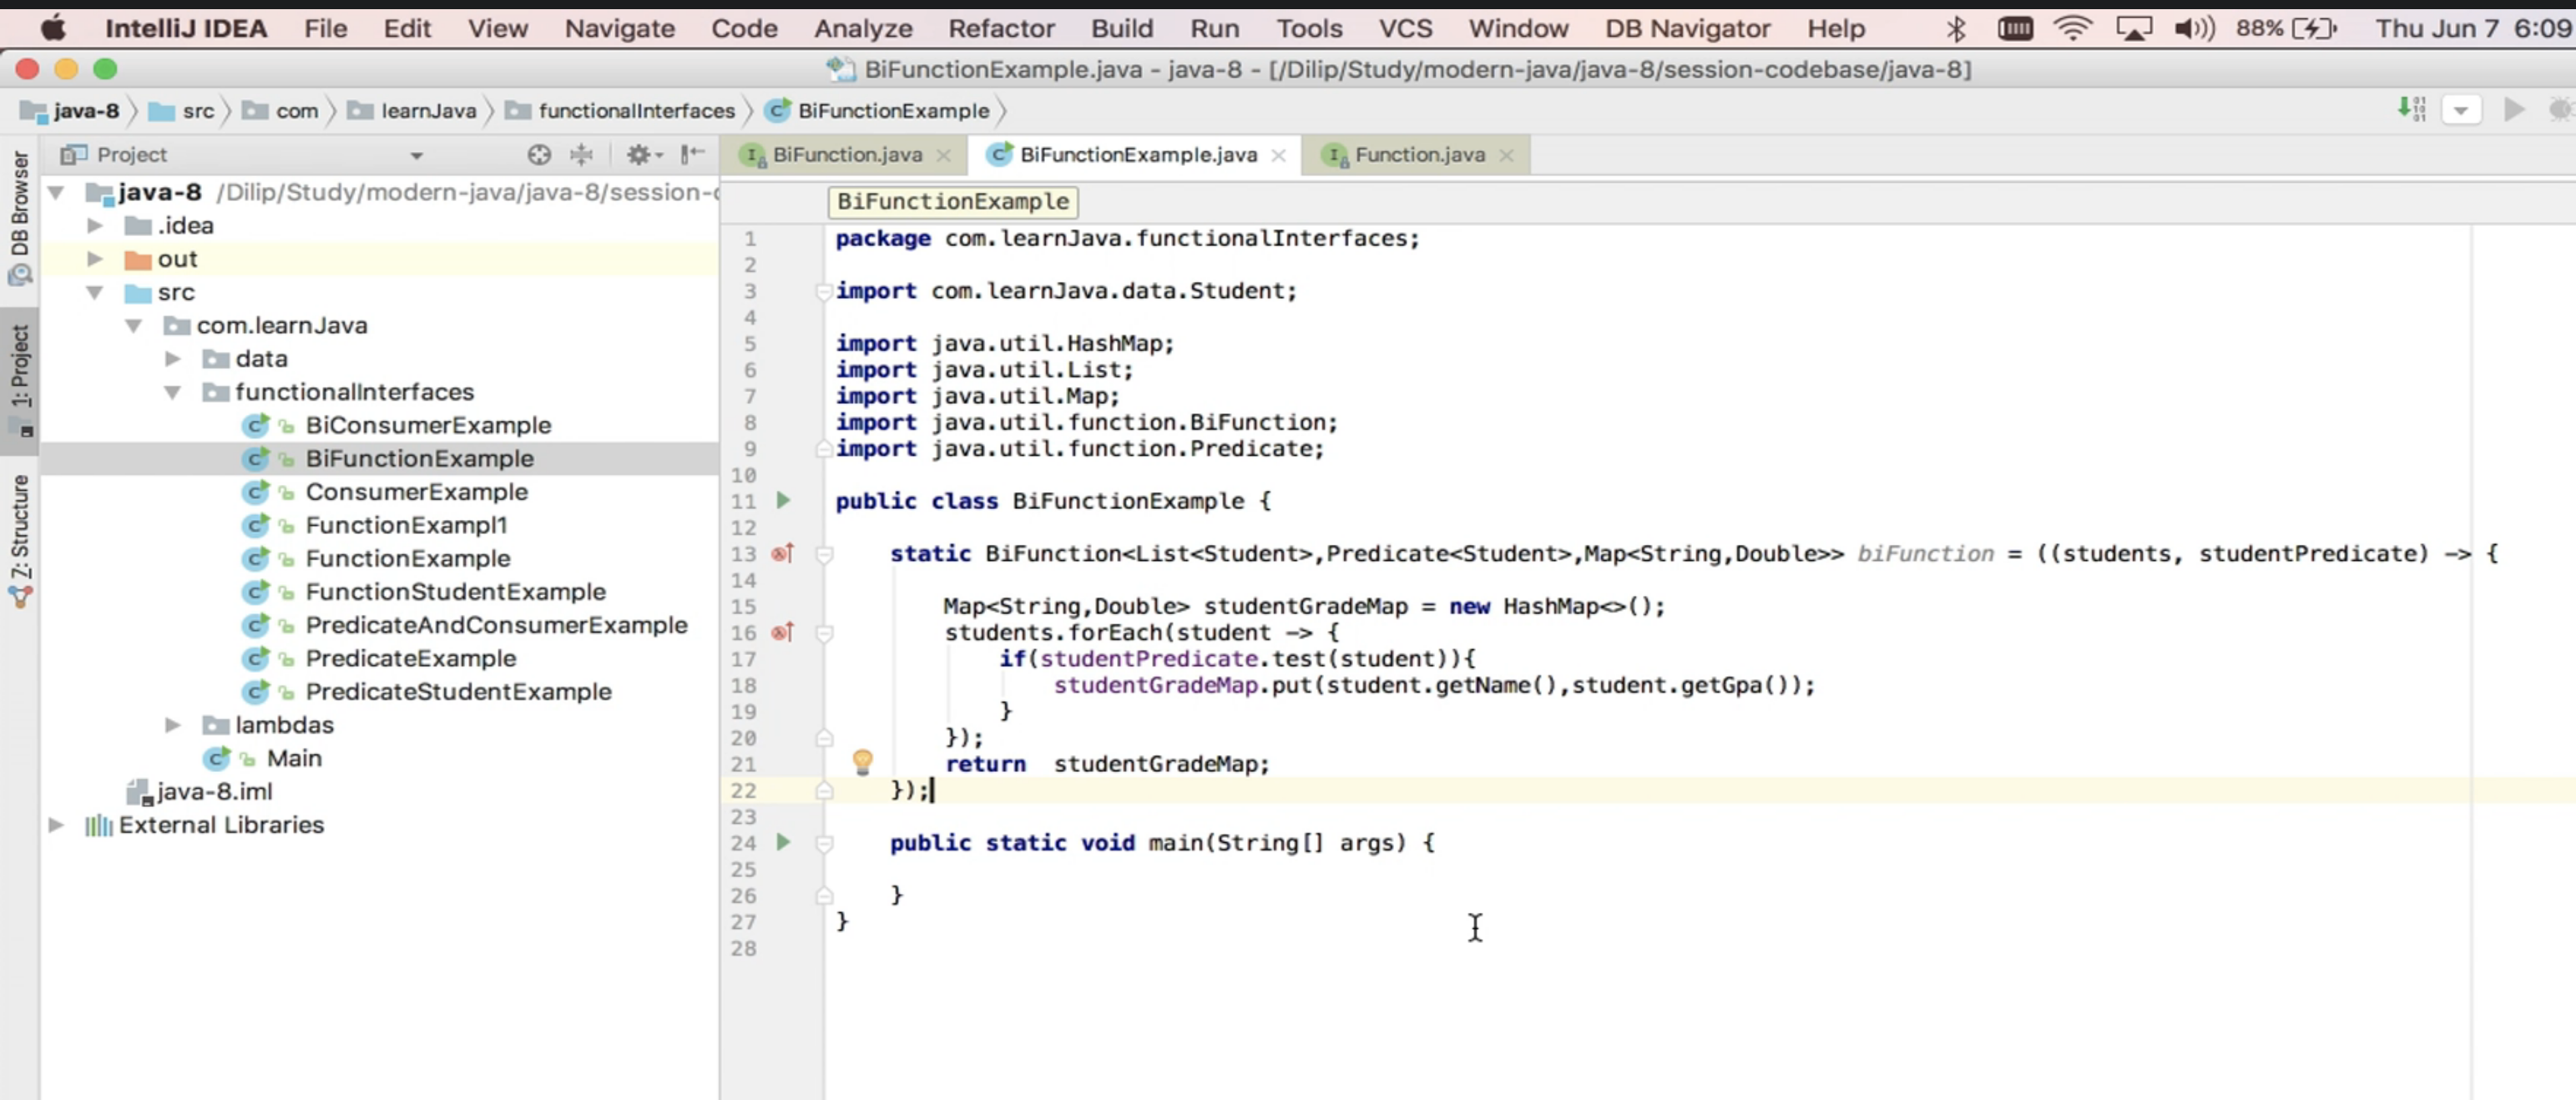 IntelliJ IDEA File Edit View Navigate Code Analyze Refactor Build Run Tools VCS Window DB Navigator Help 88% Thu Jun 7 6:09
BiFunctionExample.java - java-8 - [/Dilip/Study/modern-java/java-8/session-codebase/java-8]
java-8 src com learnJava functionalInterfaces BiFunctionExample
DB Browser
1: Project
Z: Structure
Project
java-8 /Dilip/Study/modern-java/java-8/session-c
.idea
out
src
com.learnJava
data
functionalInterfaces
BiConsumerExample
BiFunctionExample
ConsumerExample
FunctionExampl1
FunctionExample
FunctionStudentExample
PredicateAndConsumerExample
PredicateExample
PredicateStudentExample
lambdas
Main
java-8.iml
External Libraries
BiFunction.java BiFunctionExample.java Function.java
BiFunctionExample
1 package com.learnJava.functionalInterfaces;
2
3 import com.learnJava.data.Student;
4
5 import java.util.HashMap;
6 import java.util.List;
7 import java.util.Map;
8 import java.util.function.BiFunction;
9 import java.util.function.Predicate;
10
11 public class BiFunctionExample {
12
13 static BiFunction<List<Student>,Predicate<Student>,Map<String,Double>> biFunction = ((students, studentPredicate) -> {
14
15 Map<String,Double> studentGradeMap = new HashMap<>();
16 students.forEach(student -> {
17 if(studentPredicate.test(student)){
18 studentGradeMap.put(student.getName(),student.getGpa());
19 }
20 });
21 return  studentGradeMap;
22 });
23
24 public static void main(String[] args) {
25
26 }
27 }
28